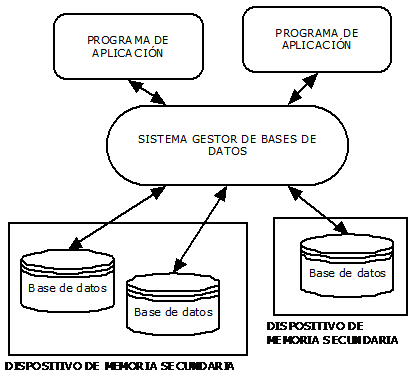 PROGRAMA DE
APLICACIÓN
PROGRAMA DE
APLICACIÓN
SISTEMA GESTOR DE BASES DE
DATOS
Base de datos
Base de datos
DISPOSITIVO DE MEMORIA SECUNDARIA
Base de datos
DISPOSITIVO DE
MEMORIA SECUNDARIA